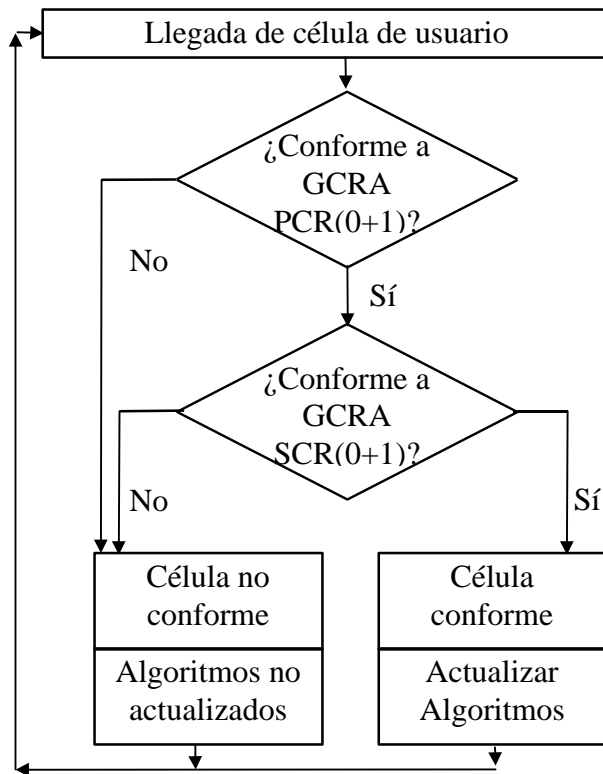 Llegada de célula de usuario
¿Conforme a
GCRA
PCR(0+1)?
No
Sí
¿Conforme a
GCRA
SCR(0+1)?
No
Sí
Célula no
conforme
Algoritmos no
actualizados
Célula
conforme
Actualizar
Algoritmos